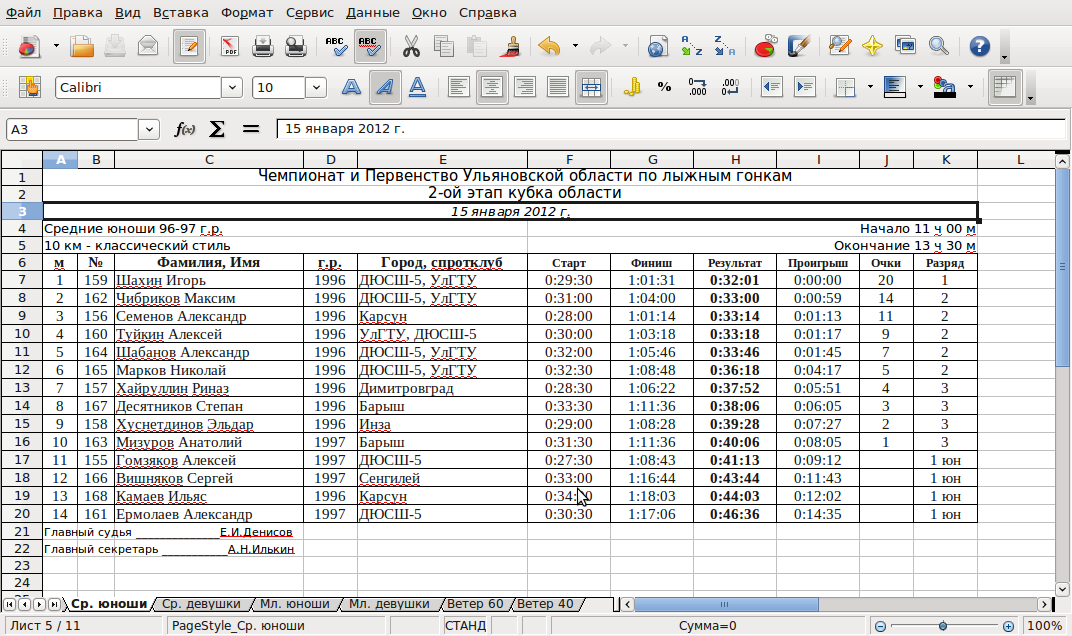 Файл Правка Вид Вставка Формат Сервис Данные Окно Справка
Calibri 10
A3 f(x) Σ = 15 января 2012 г.
A B C D E F G H I J K L
1 Чемпионат и Первенство Ульяновской области по лыжным гонкам
2 2-ой этап кубка области
3 15 января 2012 г.
4 Средние юноши 96-97 г.р. Начало 11 ч 00 м
5 10 км - классический стиль Окончание 13 ч 30 м
6 м № Фамилия, Имя г.р. Город, спротклуб Старт Финиш Результат Проигрыш Очки Разряд
7 1 159 Шахин Игорь 1996 ДЮСШ-5, УлГТУ 0:29:30 1:01:31 0:32:01 0:00:00 20 1
8 2 162 Чибриков Максим 1996 ДЮСШ-5, УлГТУ 0:31:00 1:04:00 0:33:00 0:00:59 14 2
9 3 156 Семенов Александр 1996 Карсун 0:28:00 1:01:14 0:33:14 0:01:13 11 2
10 4 160 Туйкин Алексей 1996 УлГТУ, ДЮСШ-5 0:30:00 1:03:18 0:33:18 0:01:17 9 2
11 5 164 Шабанов Александр 1996 ДЮСШ-5, УлГТУ 0:32:00 1:05:46 0:33:46 0:01:45 7 2
12 6 165 Марков Николай 1996 ДЮСШ-5, УлГТУ 0:32:30 1:08:48 0:36:18 0:04:17 5 2
13 7 157 Хайруллин Риназ 1996 Димитровград 0:28:30 1:06:22 0:37:52 0:05:51 4 3
14 8 167 Десятников Степан 1996 Барыш 0:33:30 1:11:36 0:38:06 0:06:05 3 3
15 9 158 Хуснетдинов Эльдар 1996 Инза 0:29:00 1:08:28 0:39:28 0:07:27 2 3
16 10 163 Мизуров Анатолий 1997 Барыш 0:31:30 1:11:36 0:40:06 0:08:05 1 3
17 11 155 Гомзяков Алексей 1997 ДЮСШ-5 0:27:30 1:08:43 0:41:13 0:09:12 1 юн
18 12 166 Вишняков Сергей 1997 Сенгилей 0:33:00 1:16:44 0:43:44 0:11:43 1 юн
19 13 168 Камаев Ильяс 1996 Карсун 1:18:03 0:44:03 0:12:02 1 юн
20 14 161 Ермолаев Александр 1997 ДЮСШ-5 0:30:30 1:17:06 0:46:36 0:14:35 1 юн
21 Главный судья ______________Е.И.Денисов
22 Главный секретарь ___________А.Н.Илькин
23
24
Ср. юноши Ср. девушки Мл. юноши Мл. девушки Ветер 60 Ветер 40
Лист 5 / 11 PageStyle_Ср. юноши СТАНД Сумма=0 100%